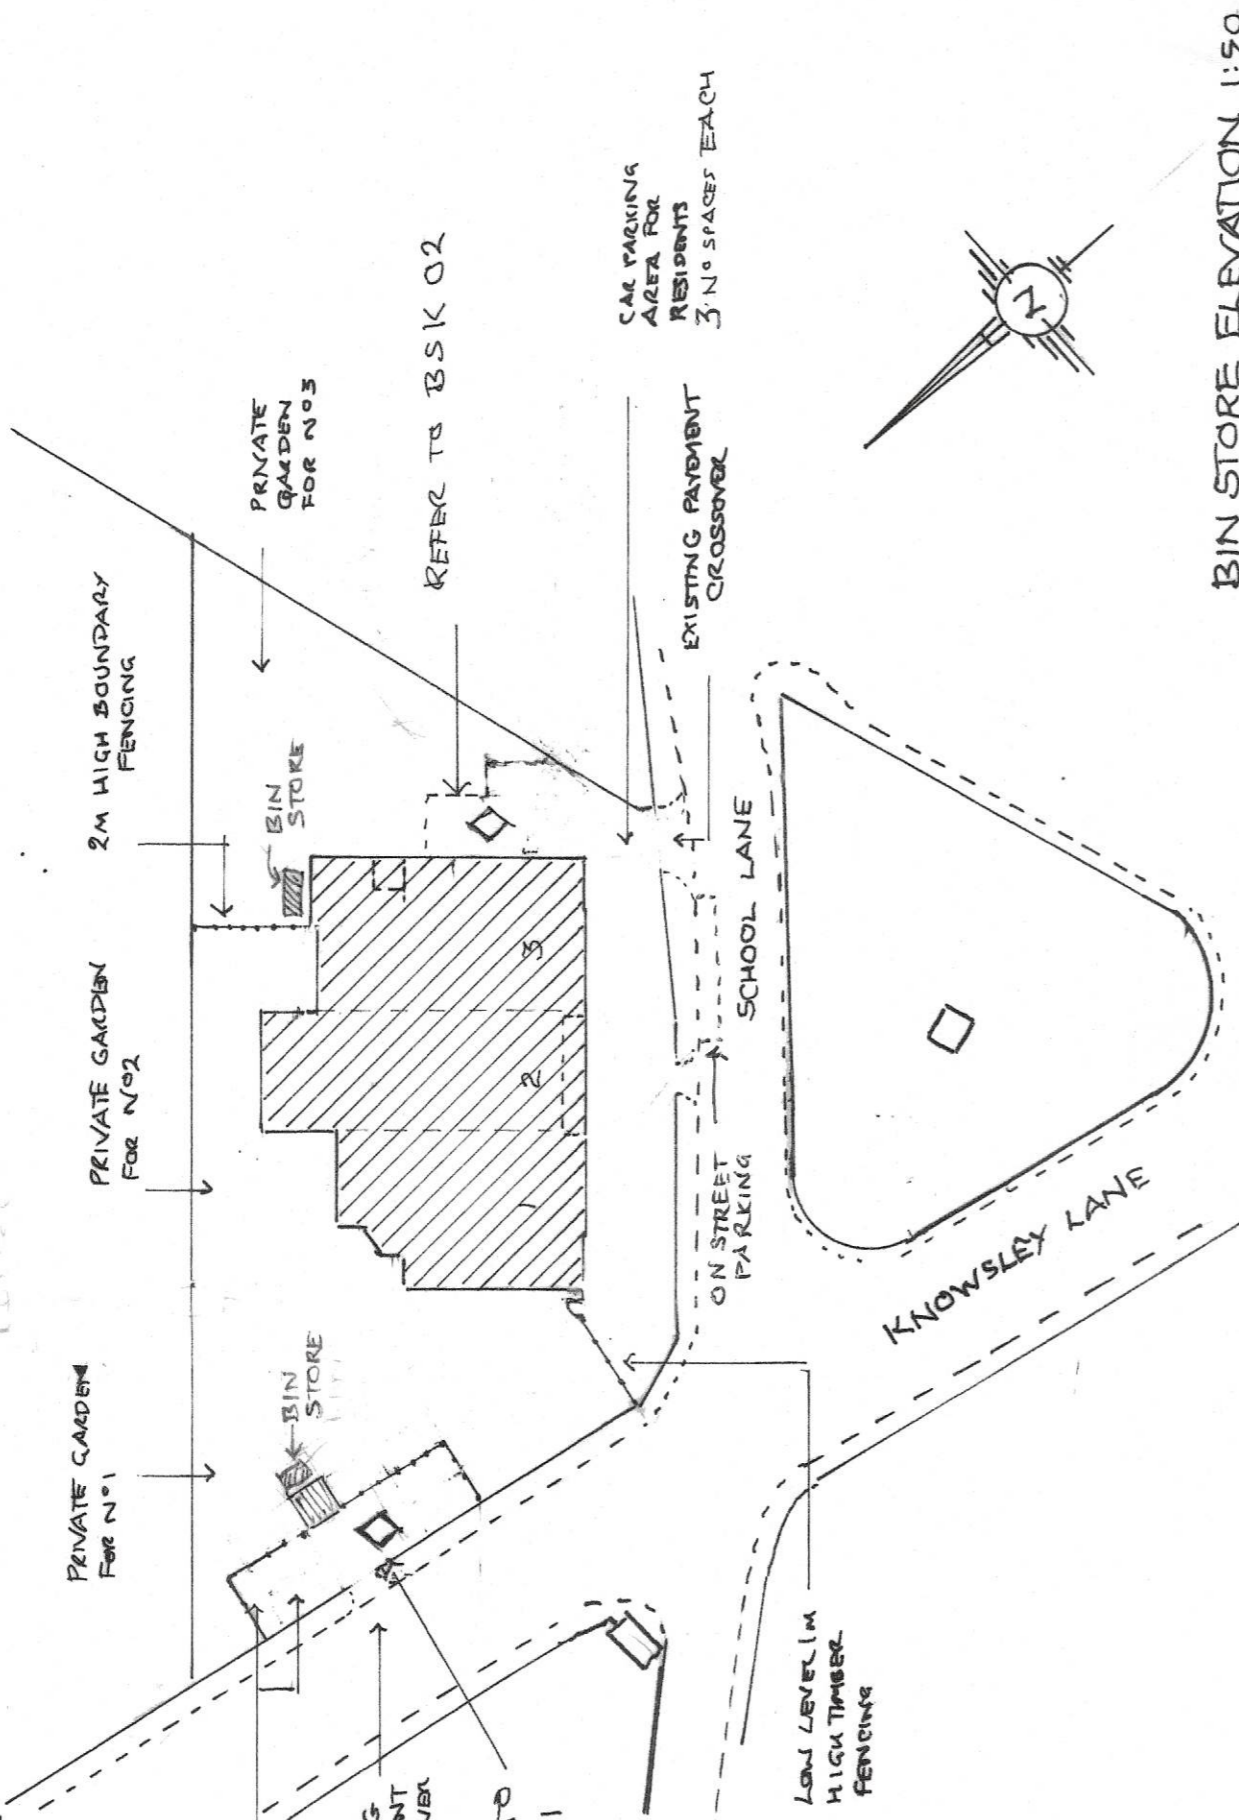 PRIVATE GARDEN
FOR Nº1
PRIVATE GARDEN
FOR Nº2
2M HIGH BOUNDARY
FENCING
PRIVATE
GARDEN
FOR Nº3
BIN
STORE
BIN
STORE
REFER TO BSK 02
1
2
3
CAR PARKING
AREA FOR
RESIDENTS
3 Nº SPACES EACH
EXISTING PAVEMENT
CROSSOVER
SCHOOL LANE
ON STREET
PARKING
KNOWSLEY LANE
LOW LEVEL 1M
HIGH TIMBER
FENCING
N
BIN STORE ELEVATION 1:50